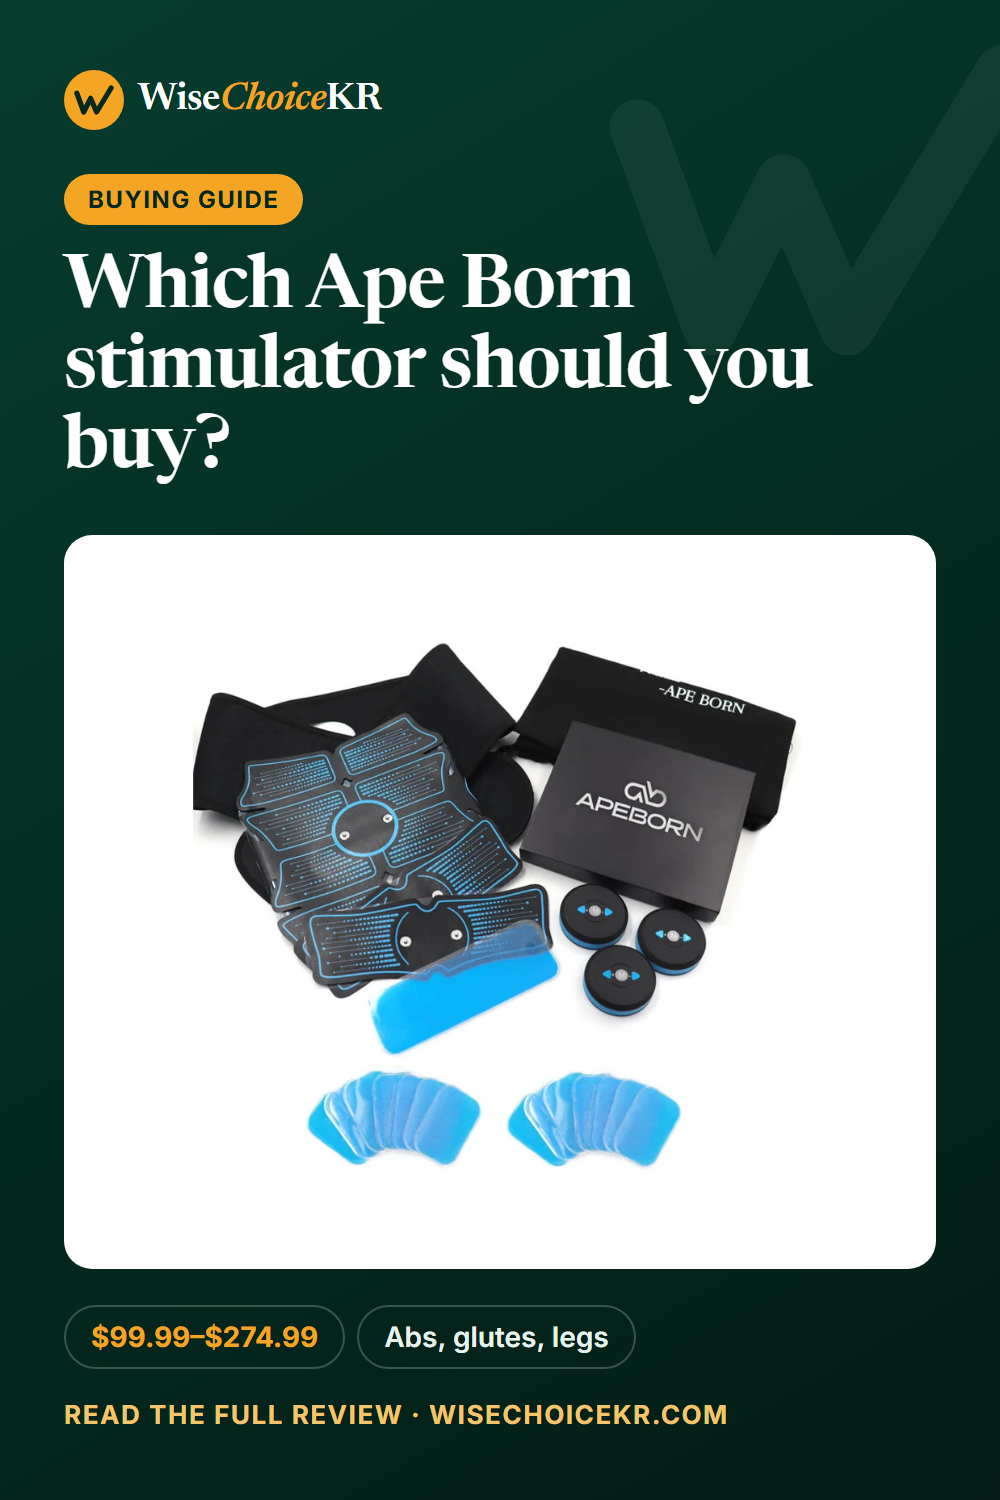 WiseChoiceKR
BUYING GUIDE
Which Ape Born
stimulator should you
buy?
-APE BORN
APEBORN
$99.99–$274.99
Abs, glutes, legs
READ THE FULL REVIEW · WISECHOICEKR.COM